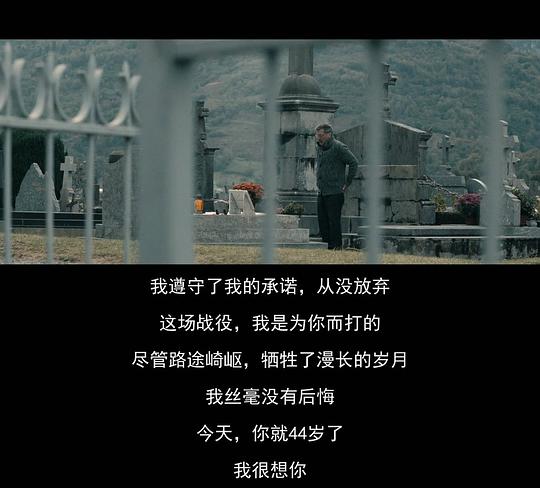 我遵守了我的承诺，从没放弃
这场战役，我是为你而打的
尽管路途崎岖，牺牲了漫长的岁月
我丝毫没有后悔
今天，你就44岁了
我很想你